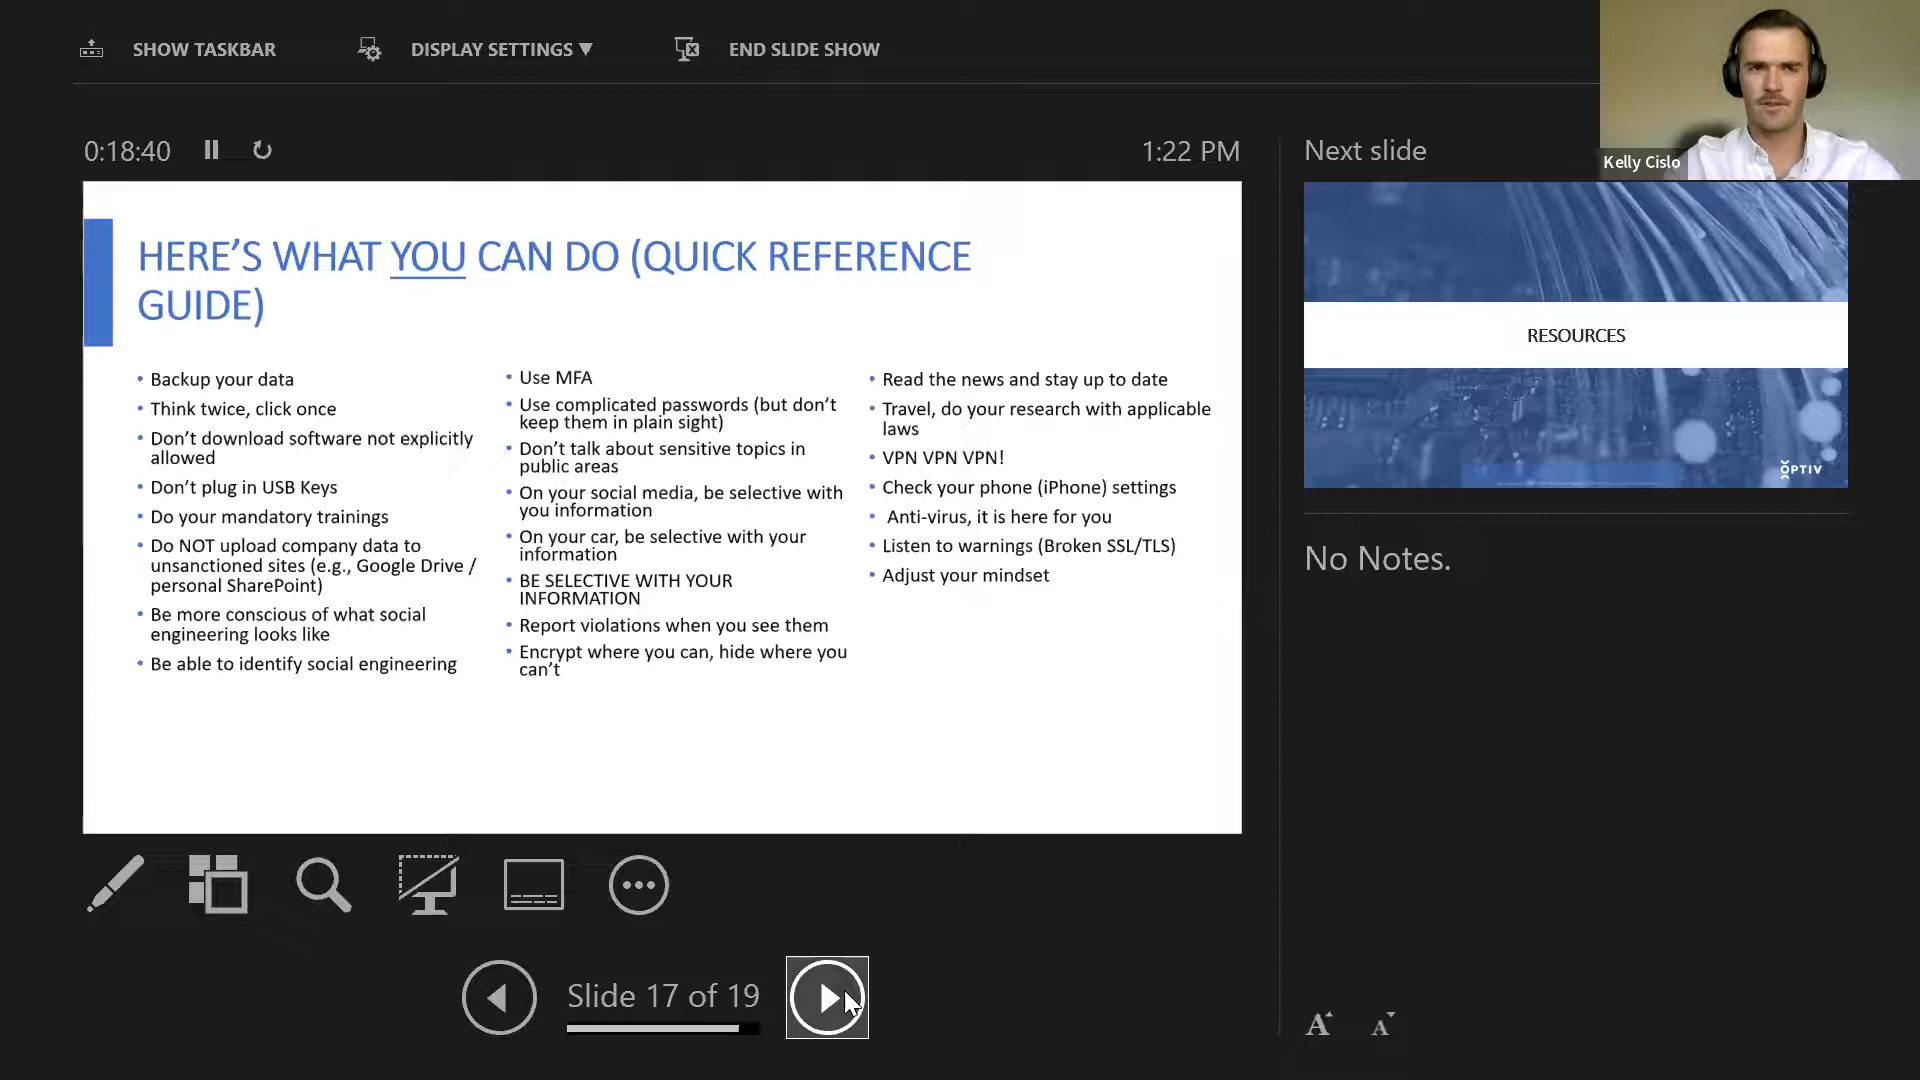 SHOW TASKBAR
DISPLAY SETTINGS ▼
END SLIDE SHOW
Kelly Cislo
0:18:40
1:22 PM
Next slide
HERE’S WHAT YOU CAN DO (QUICK REFERENCE
GUIDE)
• Backup your data
• Think twice, click once
• Don’t download software not explicitly
allowed
• Don’t plug in USB Keys
• Do your mandatory trainings
• Do NOT upload company data to
unsanctioned sites (e.g., Google Drive /
personal SharePoint)
• Be more conscious of what social
engineering looks like
• Be able to identify social engineering
• Use MFA
• Use complicated passwords (but don’t
keep them in plain sight)
• Don’t talk about sensitive topics in
public areas
• On your social media, be selective with
you information
• On your car, be selective with your
information
• BE SELECTIVE WITH YOUR
INFORMATION
• Report violations when you see them
• Encrypt where you can, hide where you
can’t
• Read the news and stay up to date
• Travel, do your research with applicable
laws
• VPN VPN VPN!
• Check your phone (iPhone) settings
• Anti-virus, it is here for you
• Listen to warnings (Broken SSL/TLS)
• Adjust your mindset
RESOURCES
OPTIV
No Notes.
Slide 17 of 19
A A